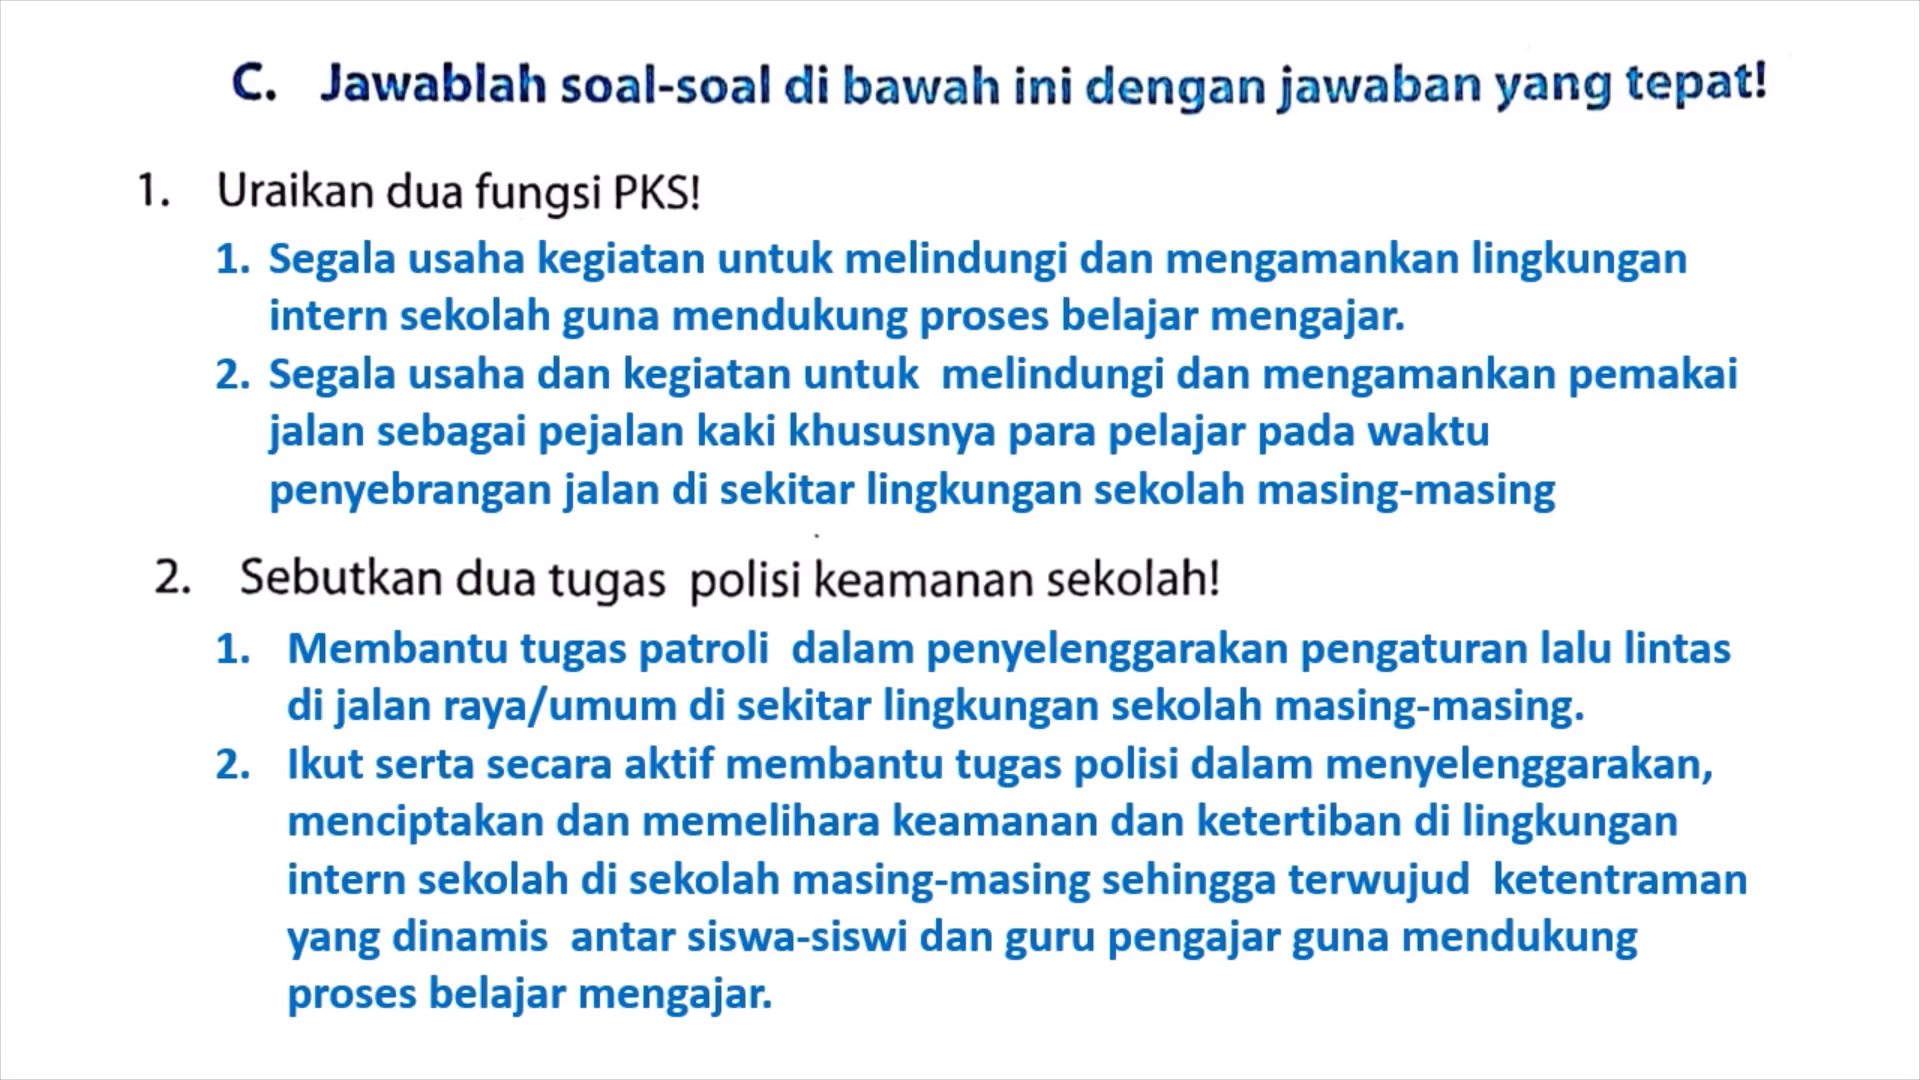 C. Jawablah soal-soal di bawah ini dengan jawaban yang tepat!
1. Uraikan dua fungsi PKS!
1. Segala usaha kegiatan untuk melindungi dan mengamankan lingkungan
intern sekolah guna mendukung proses belajar mengajar.
2. Segala usaha dan kegiatan untuk melindungi dan mengamankan pemakai
jalan sebagai pejalan kaki khususnya para pelajar pada waktu
penyebrangan jalan di sekitar lingkungan sekolah masing-masing
2. Sebutkan dua tugas polisi keamanan sekolah!
1. Membantu tugas patroli dalam penyelenggarakan pengaturan lalu lintas
di jalan raya/umum di sekitar lingkungan sekolah masing-masing.
2. Ikut serta secara aktif membantu tugas polisi dalam menyelenggarakan,
menciptakan dan memelihara keamanan dan ketertiban di lingkungan
intern sekolah di sekolah masing-masing sehingga terwujud ketentraman
yang dinamis antar siswa-siswi dan guru pengajar guna mendukung
proses belajar mengajar.